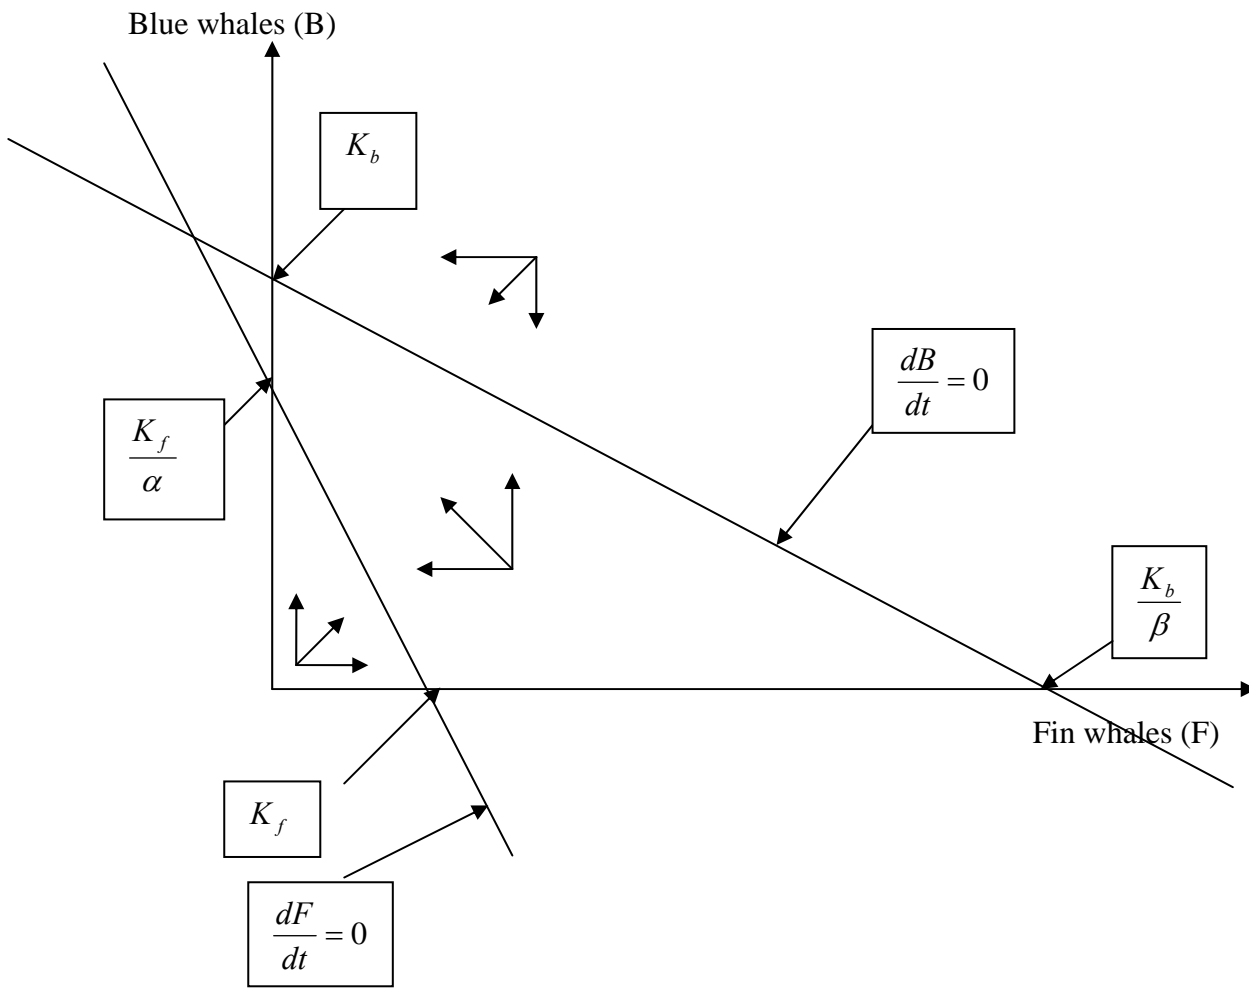 Blue whales (B)
K_b
dB/dt = 0
K_f/α
K_b/β
Fin whales (F)
K_f
dF/dt = 0